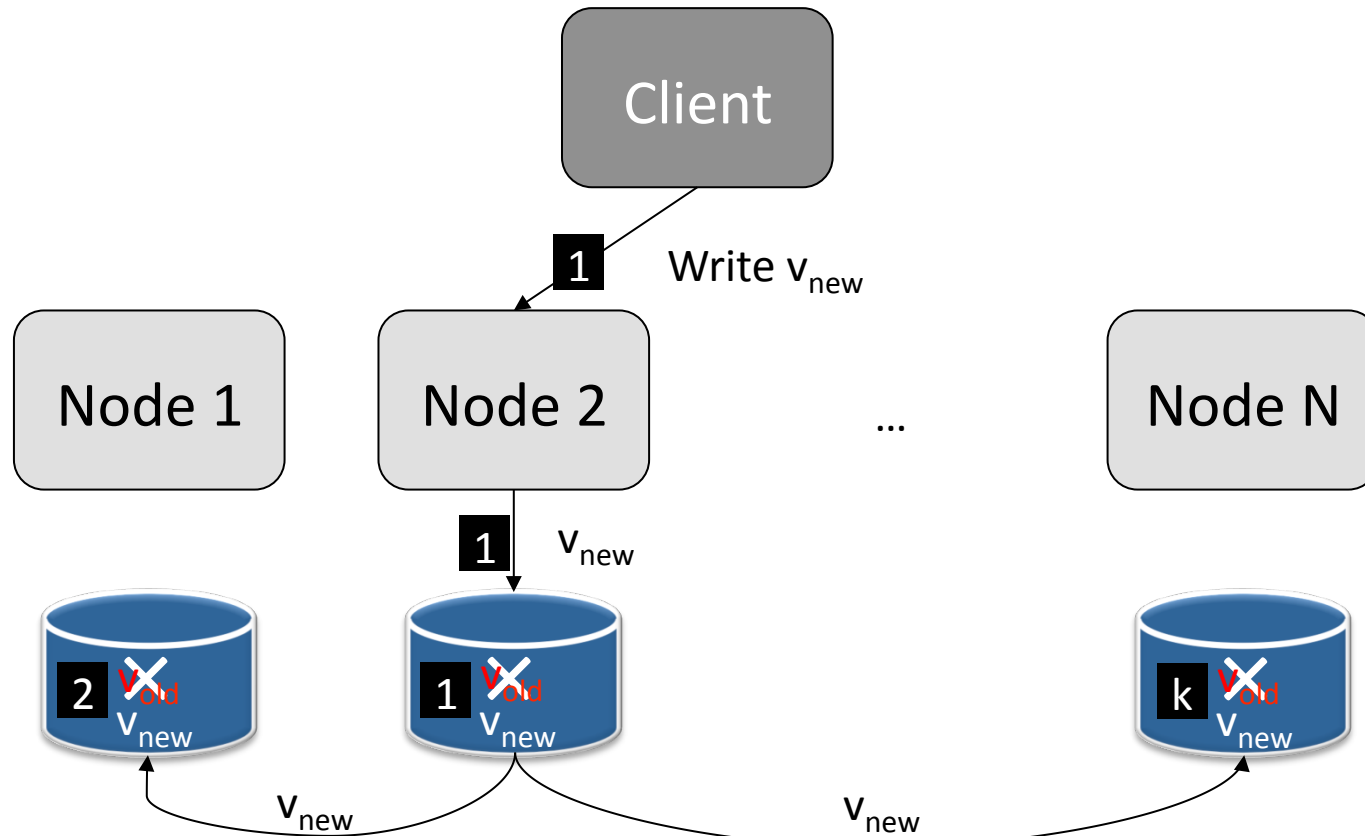 Client
1 Write vnew
Node 1 Node 2 ... Node N
1 vnew
2 vold 1 vold k vold
vnew vnew vnew
vnew vnew